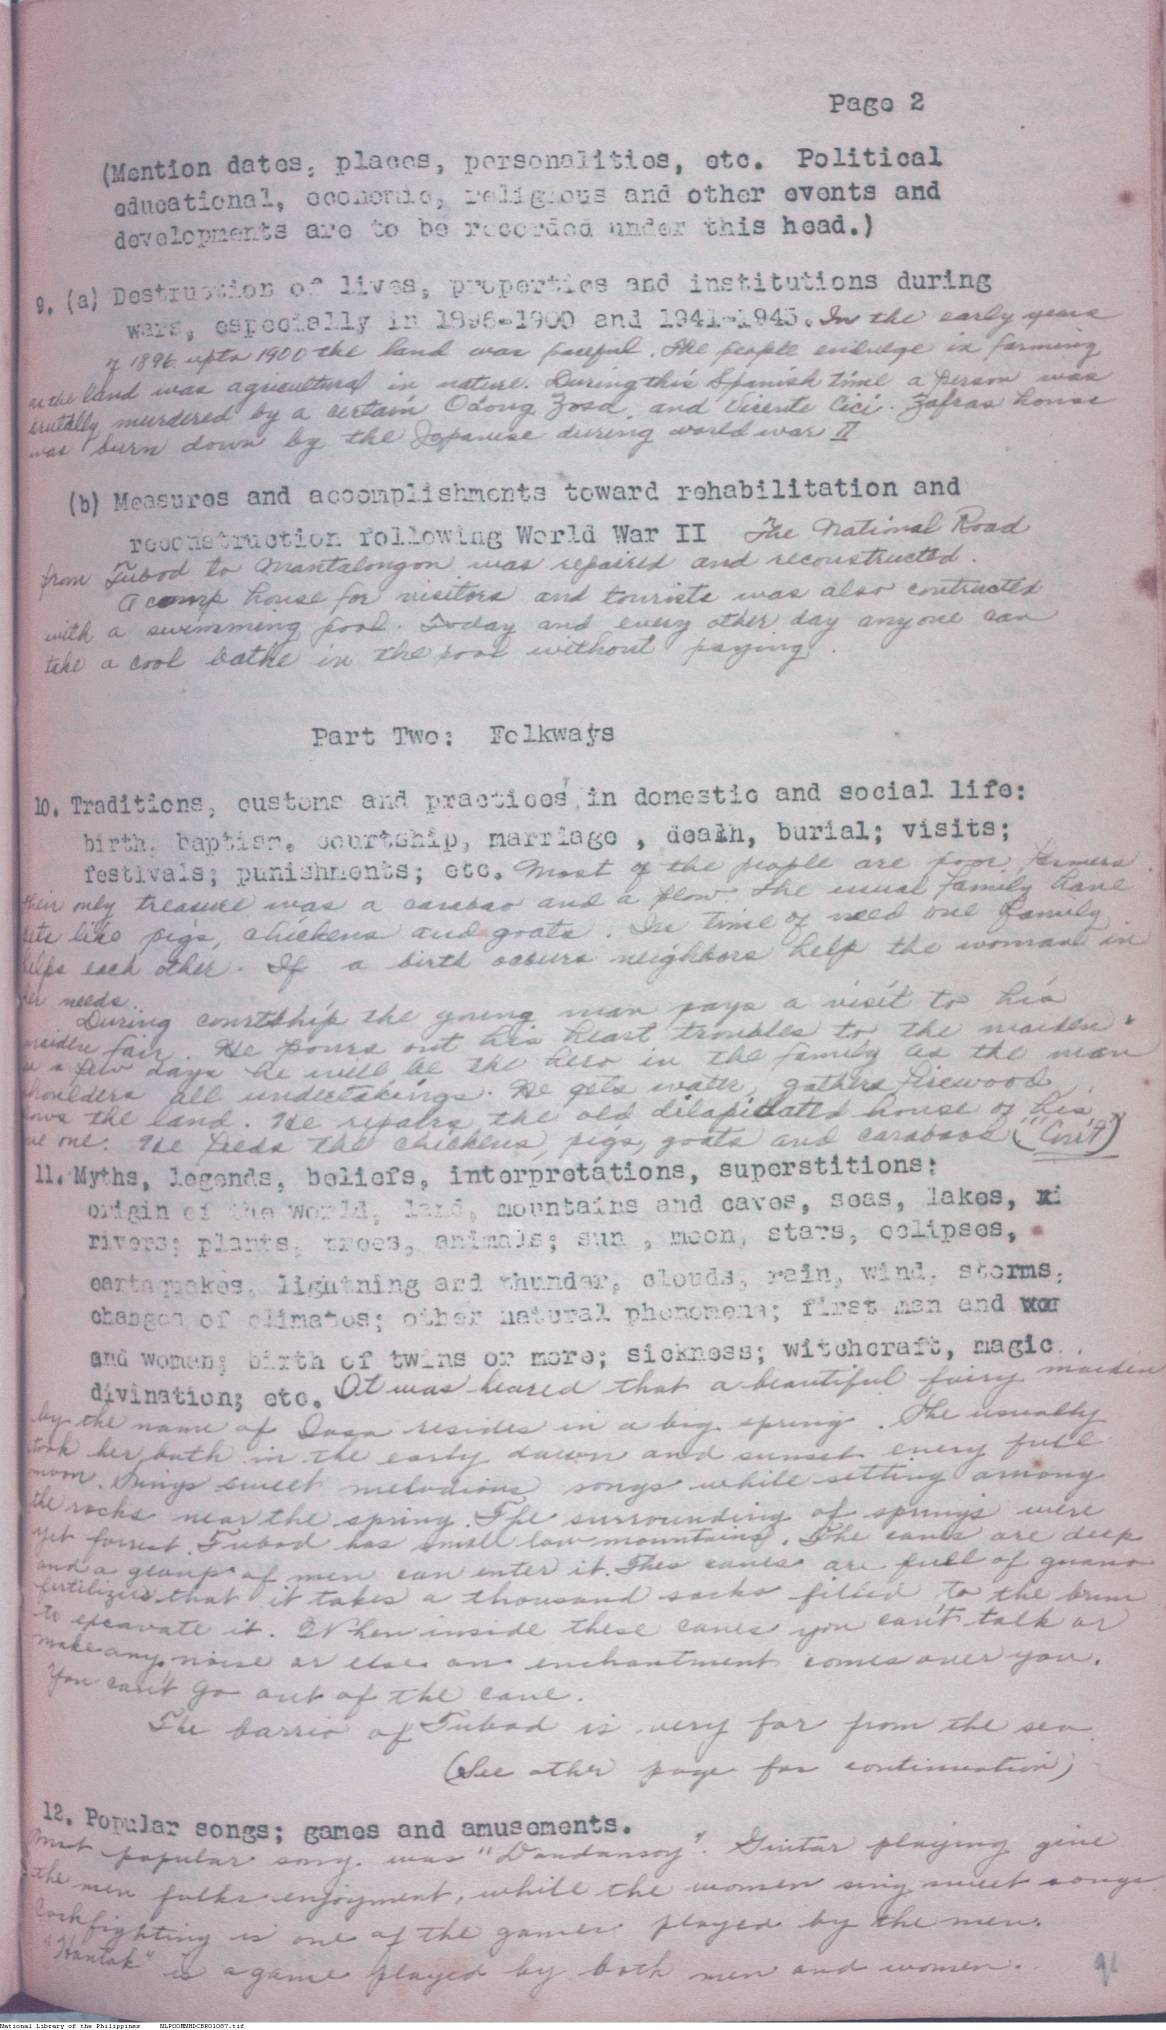 Page 2
(Mention dates, places, personalities, etc. Political
educational, economic, religious and other events and
developments are to be recorded under this head.)
9. (a) Destruction of lives, properties and institutions during
wars, especially in 1896-1900 and 1941-1945. In the early years
of 1896 upto 1900 the land was peaceful. The people endulge in farming
as the land was agricultural in nature. During this Spanish time a person was
brutally murdered by a certain Odong Zosa, and Vicente Cici. Zafras house
was burn down by the Japanese during world war II
(b) Measures and accomplishments toward rehabilitation and
reconstruction following World War II The National Road
from Tubod to Mantalongon was repaired and reconstructed.
A camp house for visitors and tourists was also contructed
with a swimming pool. Today and every other day anyone can
take a cool bathe in the pool without paying.
Part Two: Folkways
10. Traditions, customs and practices in domestic and social life:
birth, baptism, courtship, marriage , death, burial; visits;
festivals; punishments; etc. Most of the people are poor farmers
their only treasure was a carabao and a plow. The usual family have
pets like pigs, chickens and goats. In time of need one family
helps each other. If a birth occurs neighbors help the woman in
her needs.
During courtship the young man pays a visit to his
maiden fair. He pours out his heart troubles to the maiden.
In a few days he will be the hero in the family as the man
shoulders all undertakings. He gets water, gathers firewood,
plows the land. He repairs the old dilapidated house of his
love one. He feeds the chickens, pigs, goats and carabaos (Con't)
11. Myths, legends, beliefs, interpretations, superstitions:
origin of the world, land, mountains and caves, seas, lakes, xi
rivers; plants, trees, animals; sun , moon, stars, eclipses,
earthquakes, lightning and thunder, clouds, rain, wind, storms,
changes of climates; other natural phenomena; first man and wor
and woman; birth of twins or more; sickness; witchcraft, magic
divination; etc. It was heared that a beautiful fairy maiden
by the name of resides in a big spring. She usually
took her bath in the early dawn and sunset every full
moon. Sings sweet melodious songs while setting among
the rocks near the spring. The surrounding of springs were
yet forrest. Tubod has small low mountains. The caves are deep
and a group of men can enter it. This caves are full of guano
fertilizers that it takes a thousand sacks filled to the brim
to excavate it. When inside these caves you can't talk or
make any noise or else an enchantment comes over you.
You can't go out of the cave.
The barrio of Tubod is very far from the sea.
(See other page for continuation)
12. Popular songs; games and amusements.
Most popular song was "Dandansoy". Guitar playing give
the men folks enjoyment, while the women sing sweet songs.
Cockfighting is one of the games played by the men.
"Hantak" is a game played by both men and women.
91
National Library of the Philippines NLPOOMNHDCBR01087.tif